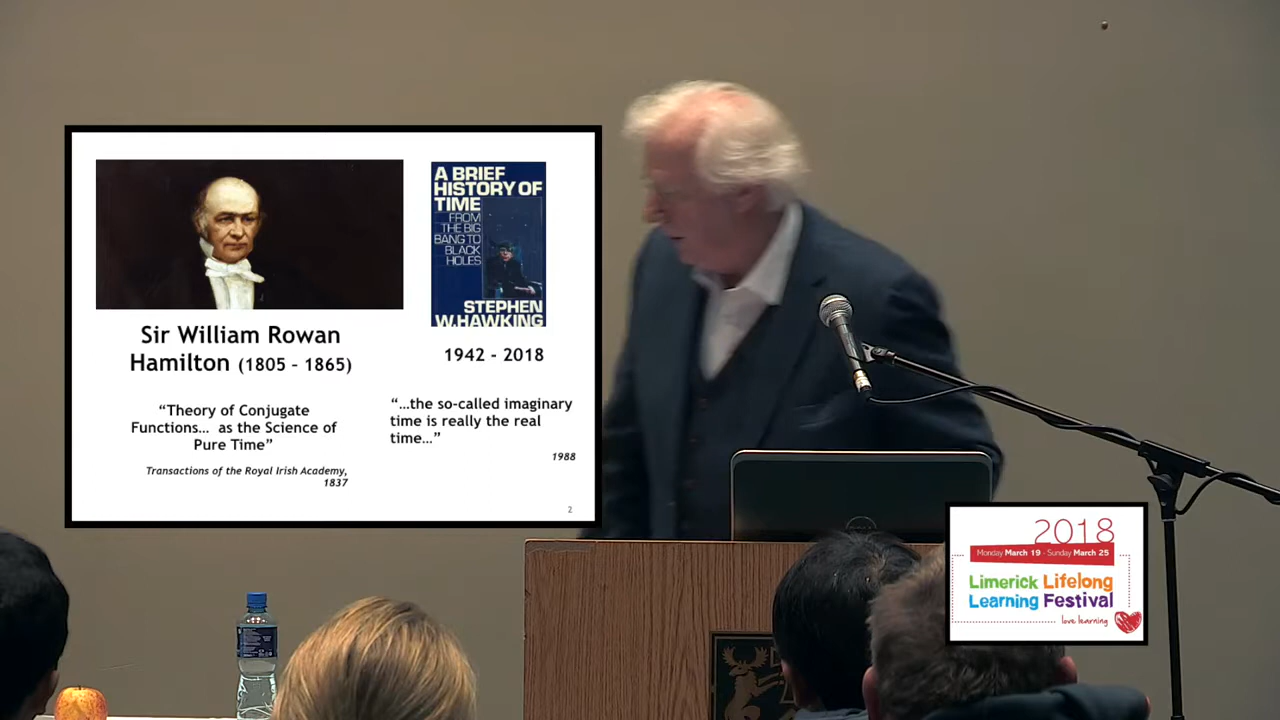 A BRIEF
HISTORY OF
TIME
FROM
THE BIG
BANG TO
BLACK
HOLES
STEPHEN
W.HAWKING
Sir William Rowan
Hamilton (1805 – 1865)
1942 - 2018
“Theory of Conjugate
Functions… as the Science of
Pure Time”
Transactions of the Royal Irish Academy,
1837
“…the so-called imaginary
time is really the real
time…”
1988
2
2018
Monday March 19 - Sunday March 25
Limerick Lifelong
Learning Festival
love learning